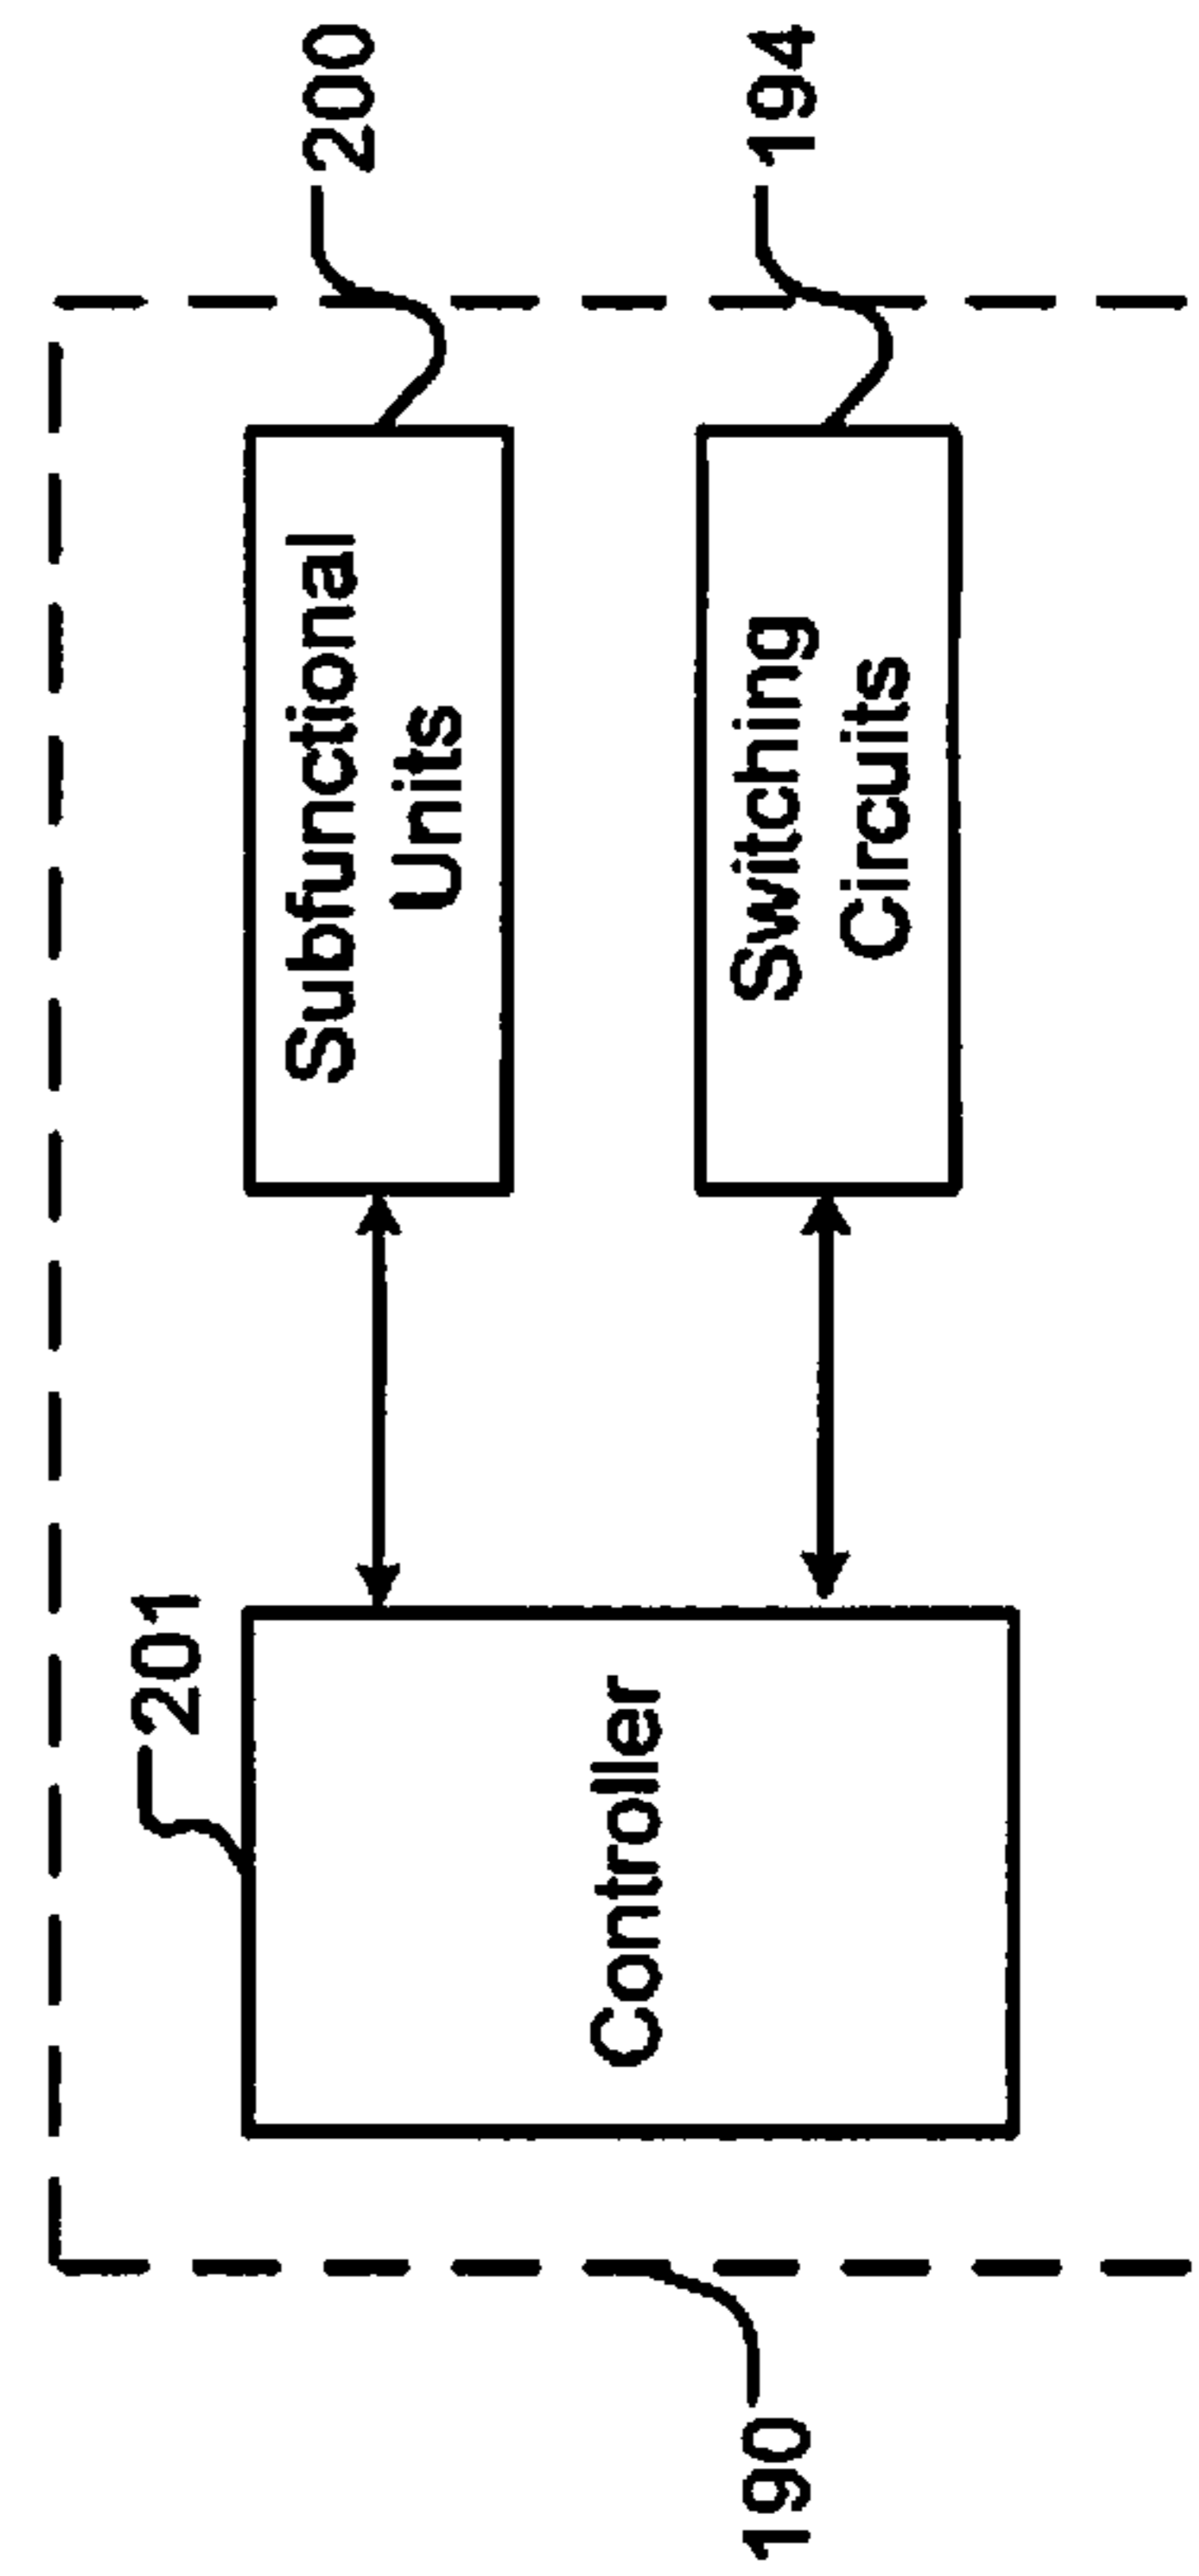 201
200
Subfunctional
Units
Controller
Switching
Circuits
194
190